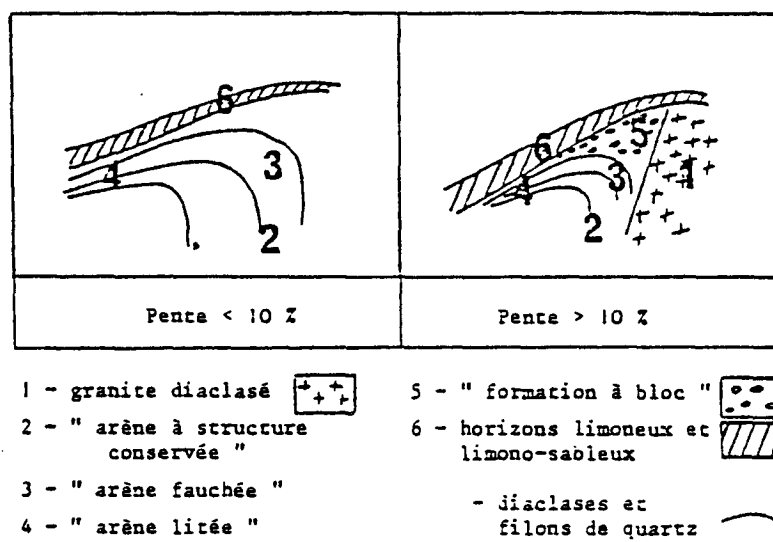 6
4
3
2
6
5
4
3
1
2
Pente < 10 %
Pente > 10 %
1 - granite diaclasé
2 - " arène à structure
conservée "
3 - " arène fauchée "
4 - " arène litée "
5 - " formation à bloc "
6 - horizons limoneux et
limono-sableux
- diaclases et
filons de quartz